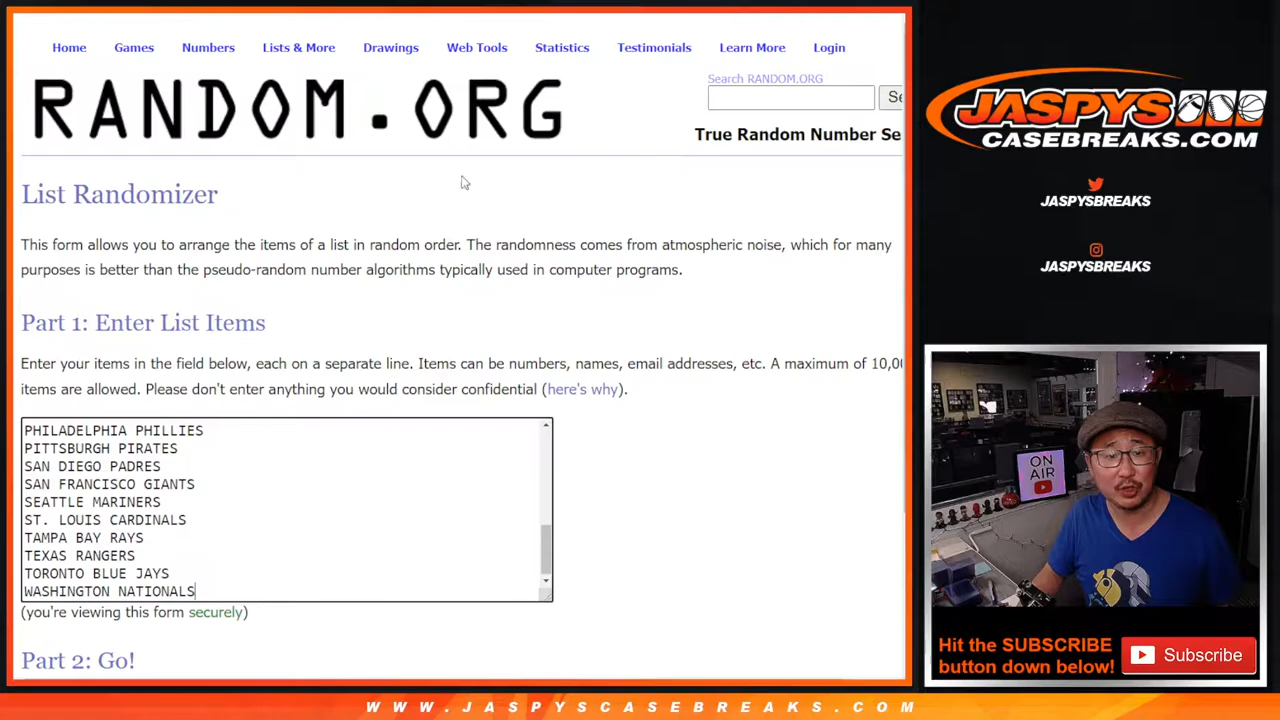 Home Games Numbers Lists & More Drawings Web Tools Statistics Testimonials Learn More Login
RANDOM.ORG
Search RANDOM.ORG
Se
True Random Number Se
List Randomizer
This form allows you to arrange the items of a list in random order. The randomness comes from atmospheric noise, which for many
purposes is better than the pseudo-random number algorithms typically used in computer programs.
Part 1: Enter List Items
Enter your items in the field below, each on a separate line. Items can be numbers, names, email addresses, etc. A maximum of 10,00
items are allowed. Please don't enter anything you would consider confidential (here's why).
PHILADELPHIA PHILLIES
PITTSBURGH PIRATES
SAN DIEGO PADRES
SAN FRANCISCO GIANTS
SEATTLE MARINERS
ST. LOUIS CARDINALS
TAMPA BAY RAYS
TEXAS RANGERS
TORONTO BLUE JAYS
WASHINGTON NATIONALS
(you're viewing this form securely)
Part 2: Go!
JASPYS
CASEBREAKS.COM
JASPYSBREAKS
JASPYSBREAKS
ON
AIR
Hit the SUBSCRIBE
button down below!
Subscribe
WWW.JASPYSCASEBREAKS.COM